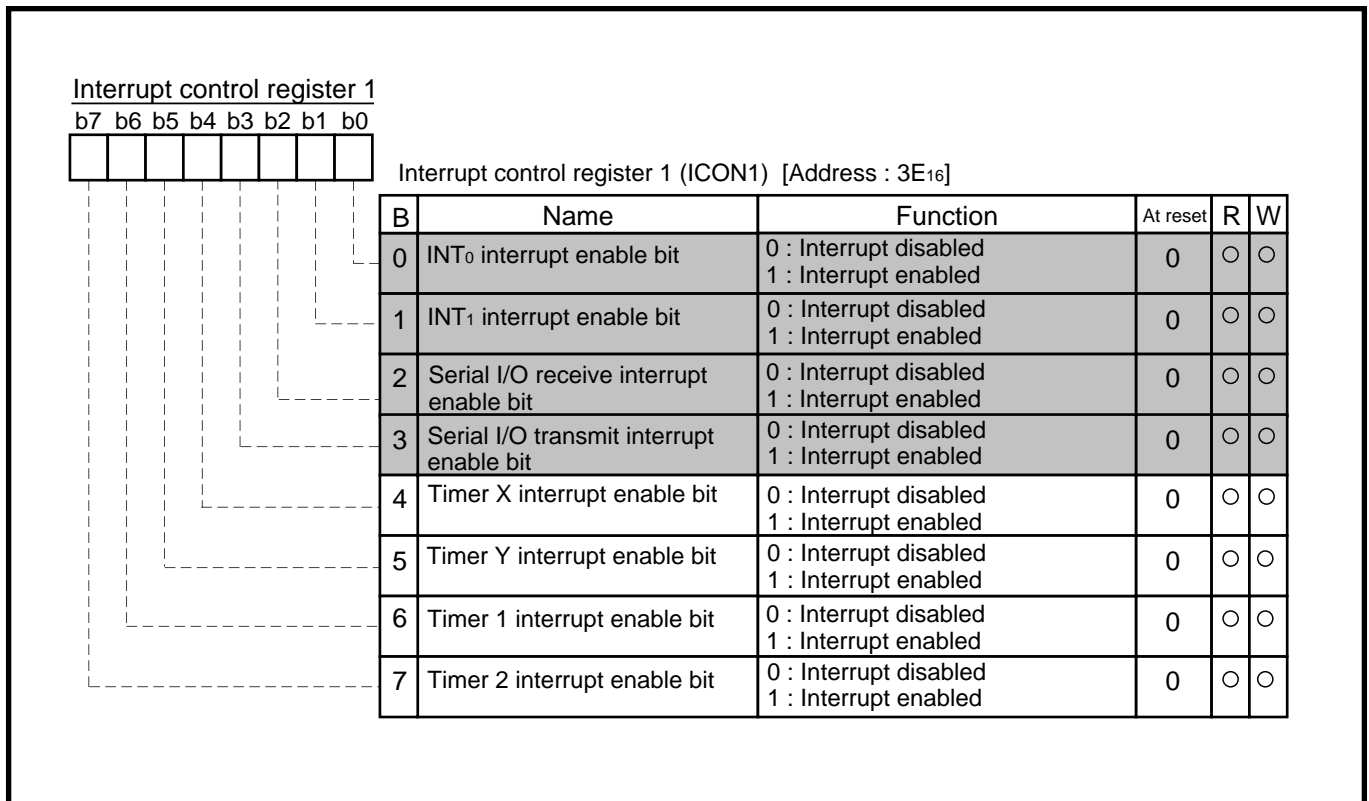 Interrupt control register 1
b7 b6 b5 b4 b3 b2 b1 b0
Interrupt control register 1 (ICON1) [Address : 3E16]
B Name Function At reset R W
0 INT0 interrupt enable bit 0 : Interrupt disabled 0 ○ ○
1 : Interrupt enabled
1 INT1 interrupt enable bit 0 : Interrupt disabled 0 ○ ○
1 : Interrupt enabled
2 Serial I/O receive interrupt 0 : Interrupt disabled 0 ○ ○
enable bit 1 : Interrupt enabled
3 Serial I/O transmit interrupt 0 : Interrupt disabled 0 ○ ○
enable bit 1 : Interrupt enabled
4 Timer X interrupt enable bit 0 : Interrupt disabled 0 ○ ○
1 : Interrupt enabled
5 Timer Y interrupt enable bit 0 : Interrupt disabled 0 ○ ○
1 : Interrupt enabled
6 Timer 1 interrupt enable bit 0 : Interrupt disabled 0 ○ ○
1 : Interrupt enabled
7 Timer 2 interrupt enable bit 0 : Interrupt disabled 0 ○ ○
1 : Interrupt enabled